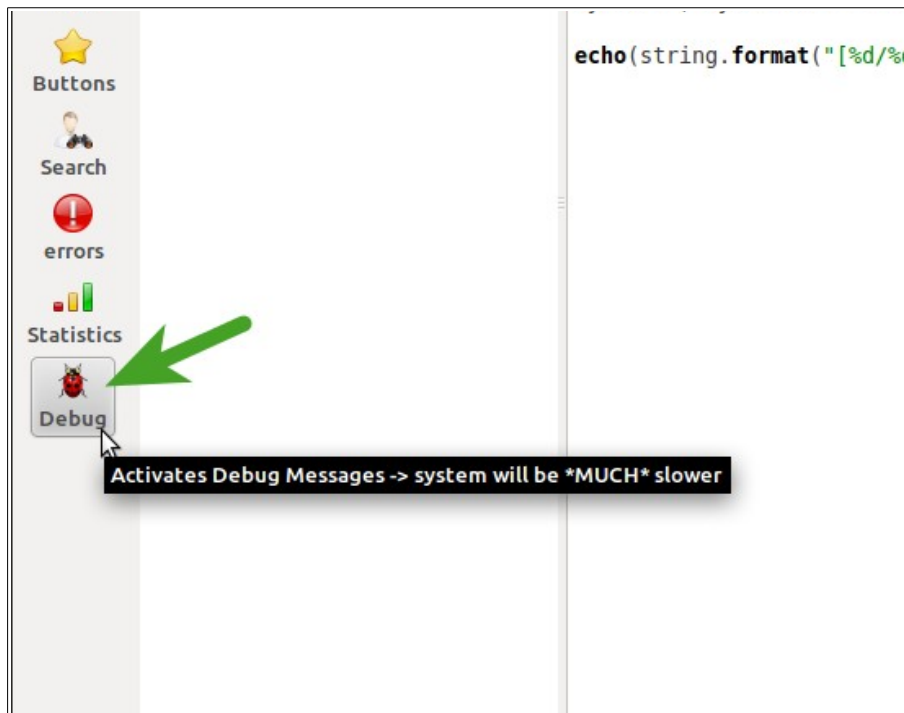 Buttons
Search
errors
Statistics
Debug
Activates Debug Messages -> system will be *MUCH* slower
echo(string.format("[%d/%